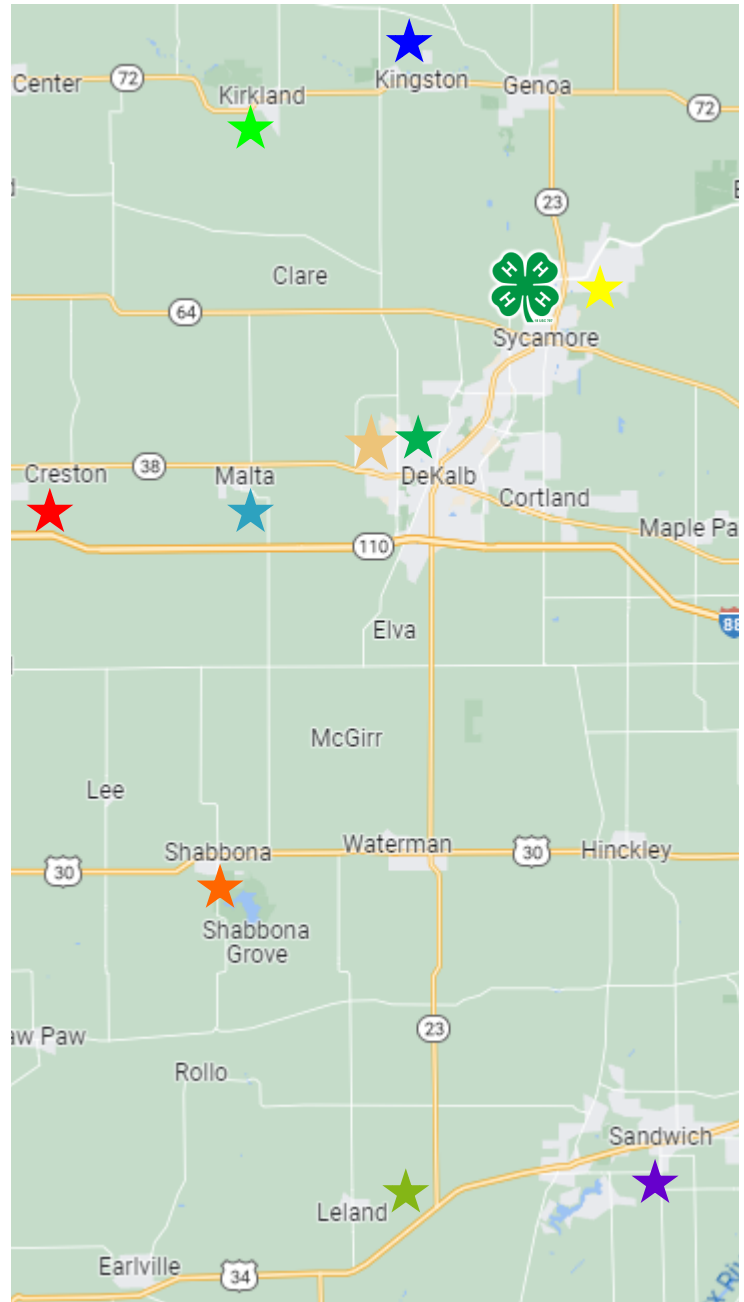 Center
72
Kirkland
Kingston
Genoa
72
23
Clare
64
H H
H H
Sycamore
Creston
38
Malta
DeKalb
Cortland
Maple Pa
110
88
Elva
McGirr
Lee
Shabbona
Waterman
30
Hinckley
30
Shabbona
Grove
aw Paw
23
Rollo
Sandwich
Leland
Earlville
34
x Ri